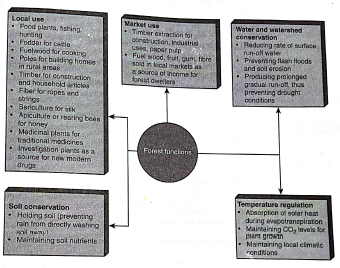 Local use
• Food plants, fishing,
hunting
• Fodder for cattle
• Fuelwood for cooking
• Poles for building homes
in rural areas
• Timber for construction
and household articles
• Fiber for ropes and
strings
• Sericulture for silk
• Apiculture or rearing bees
for honey
• Medicinal plants for
traditional medicines
• Investigation plants as a
source for new modern
drugs
Market use
• Timber extraction for
construction, industrial
uses, paper pulp
• Fuel wood, fruit, gum, fibre
sold in local markets as
a source of income for
forest dwellers
Water and watershed
conservation
• Reducing rate of surface
run-off water
• Preventing flash floods
and soil erosion
• Producing prolonged
gradual run-off, thus
preventing drought
conditions
Forest functions
Soil conservation
• Holding soil (preventing
rain from directly washing
soil away)
• Maintaining soil nutrients
Temperature regulation
• Absorption of solar heat
during evapotranspiration
• Maintaining CO₂ levels for
plant growth
• Maintaining local climatic
conditions